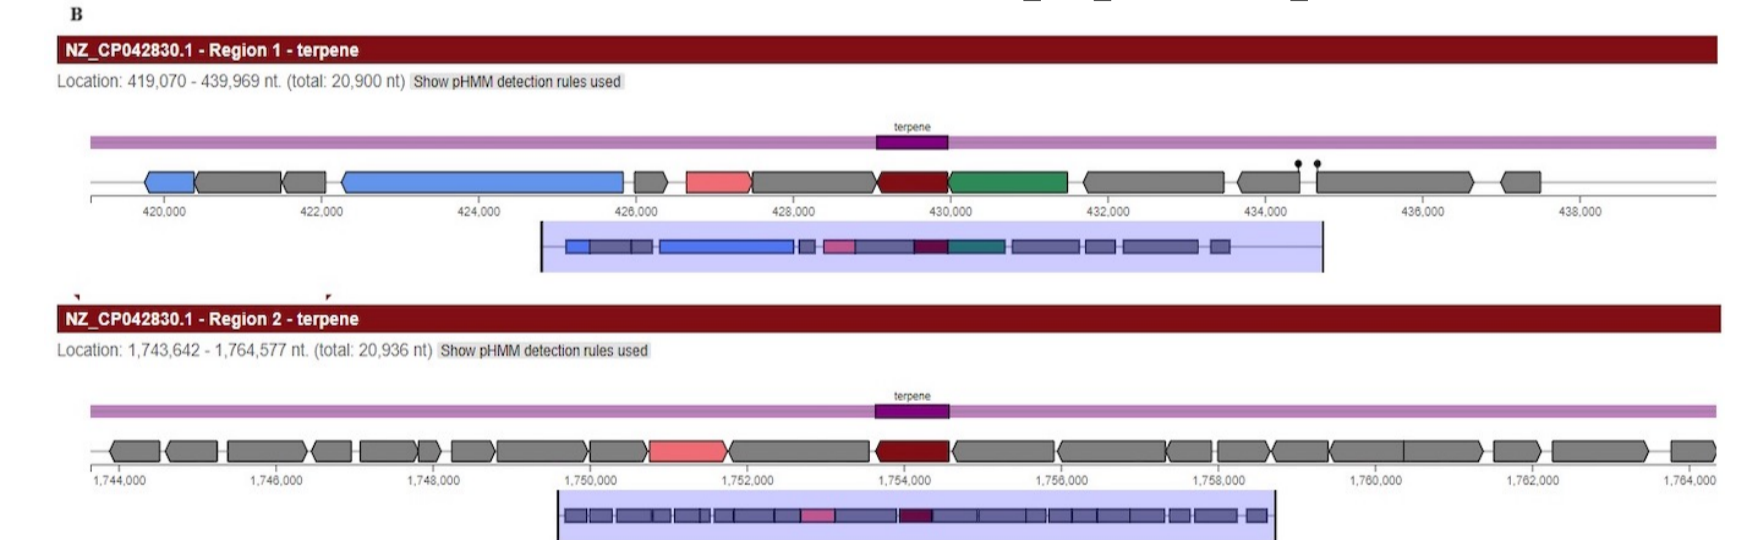 B
NZ_CP042830.1 - Region 1 - terpene
Location: 419,070 - 439,969 nt. (total: 20,900 nt) Show pHMM detection rules used
terpene
420,000 422,000 424,000 426,000 428,000 430,000 432,000 434,000 436,000 438,000
NZ_CP042830.1 - Region 2 - terpene
Location: 1,743,642 - 1,764,577 nt. (total: 20,936 nt) Show pHMM detection rules used
terpene
1,744,000 1,746,000 1,748,000 1,750,000 1,752,000 1,754,000 1,756,000 1,758,000 1,760,000 1,762,000 1,764,000